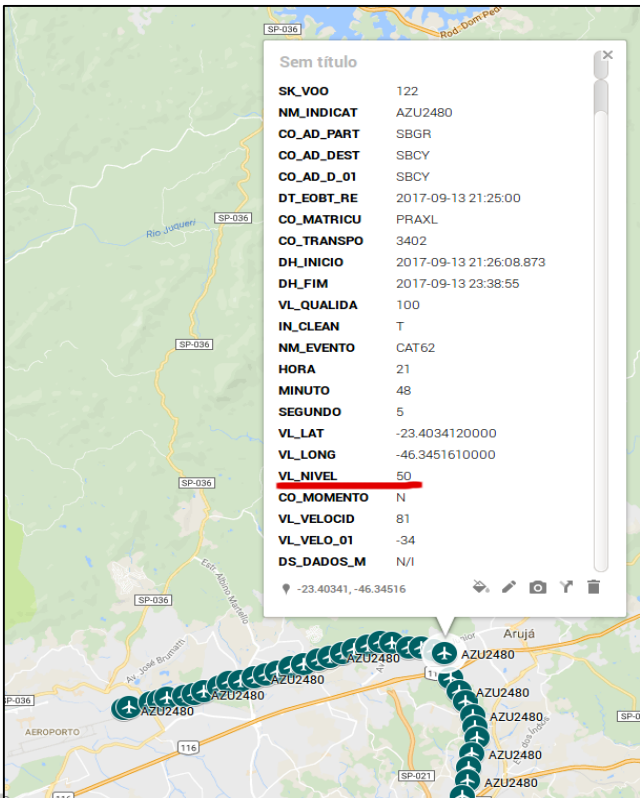 SP-036
Rod. Dom Ped
Sem título
SK_VOO 122
NM_INDICAT AZU2480
CO_AD_PART SBGR
CO_AD_DEST SBCY
CO_AD_D_01 SBCY
DT_EOBT_RE 2017-09-13 21:25:00
CO_MATRICU PRAXL
CO_TRANSPO 3402
DH_INICIO 2017-09-13 21:26:08.873
DH_FIM 2017-09-13 23:38:55
VL_QUALIDA 100
IN_CLEAN T
NM_EVENTO CAT62
HORA 21
MINUTO 48
SEGUNDO 5
VL_LAT -23.4034120000
VL_LONG -46.3451610000
VL_NIVEL 50
CO_MOMENTO N
VL_VELOCID 81
VL_VELO_01 -34
DS_DADOS_M N/I
-23.40341, -46.34516
SP-036
Rio Juqueri
SP-036
SP-036
Estr. Albino Martello
SP-036
Av. José Brumatti
SP-036
AEROPORTO
116
Arujá
AZU2480
AZU2480
AZU2480
AZU2480
AZU2480
AZU2480
AZU2480
AZU2480
AZU2480
SP-021